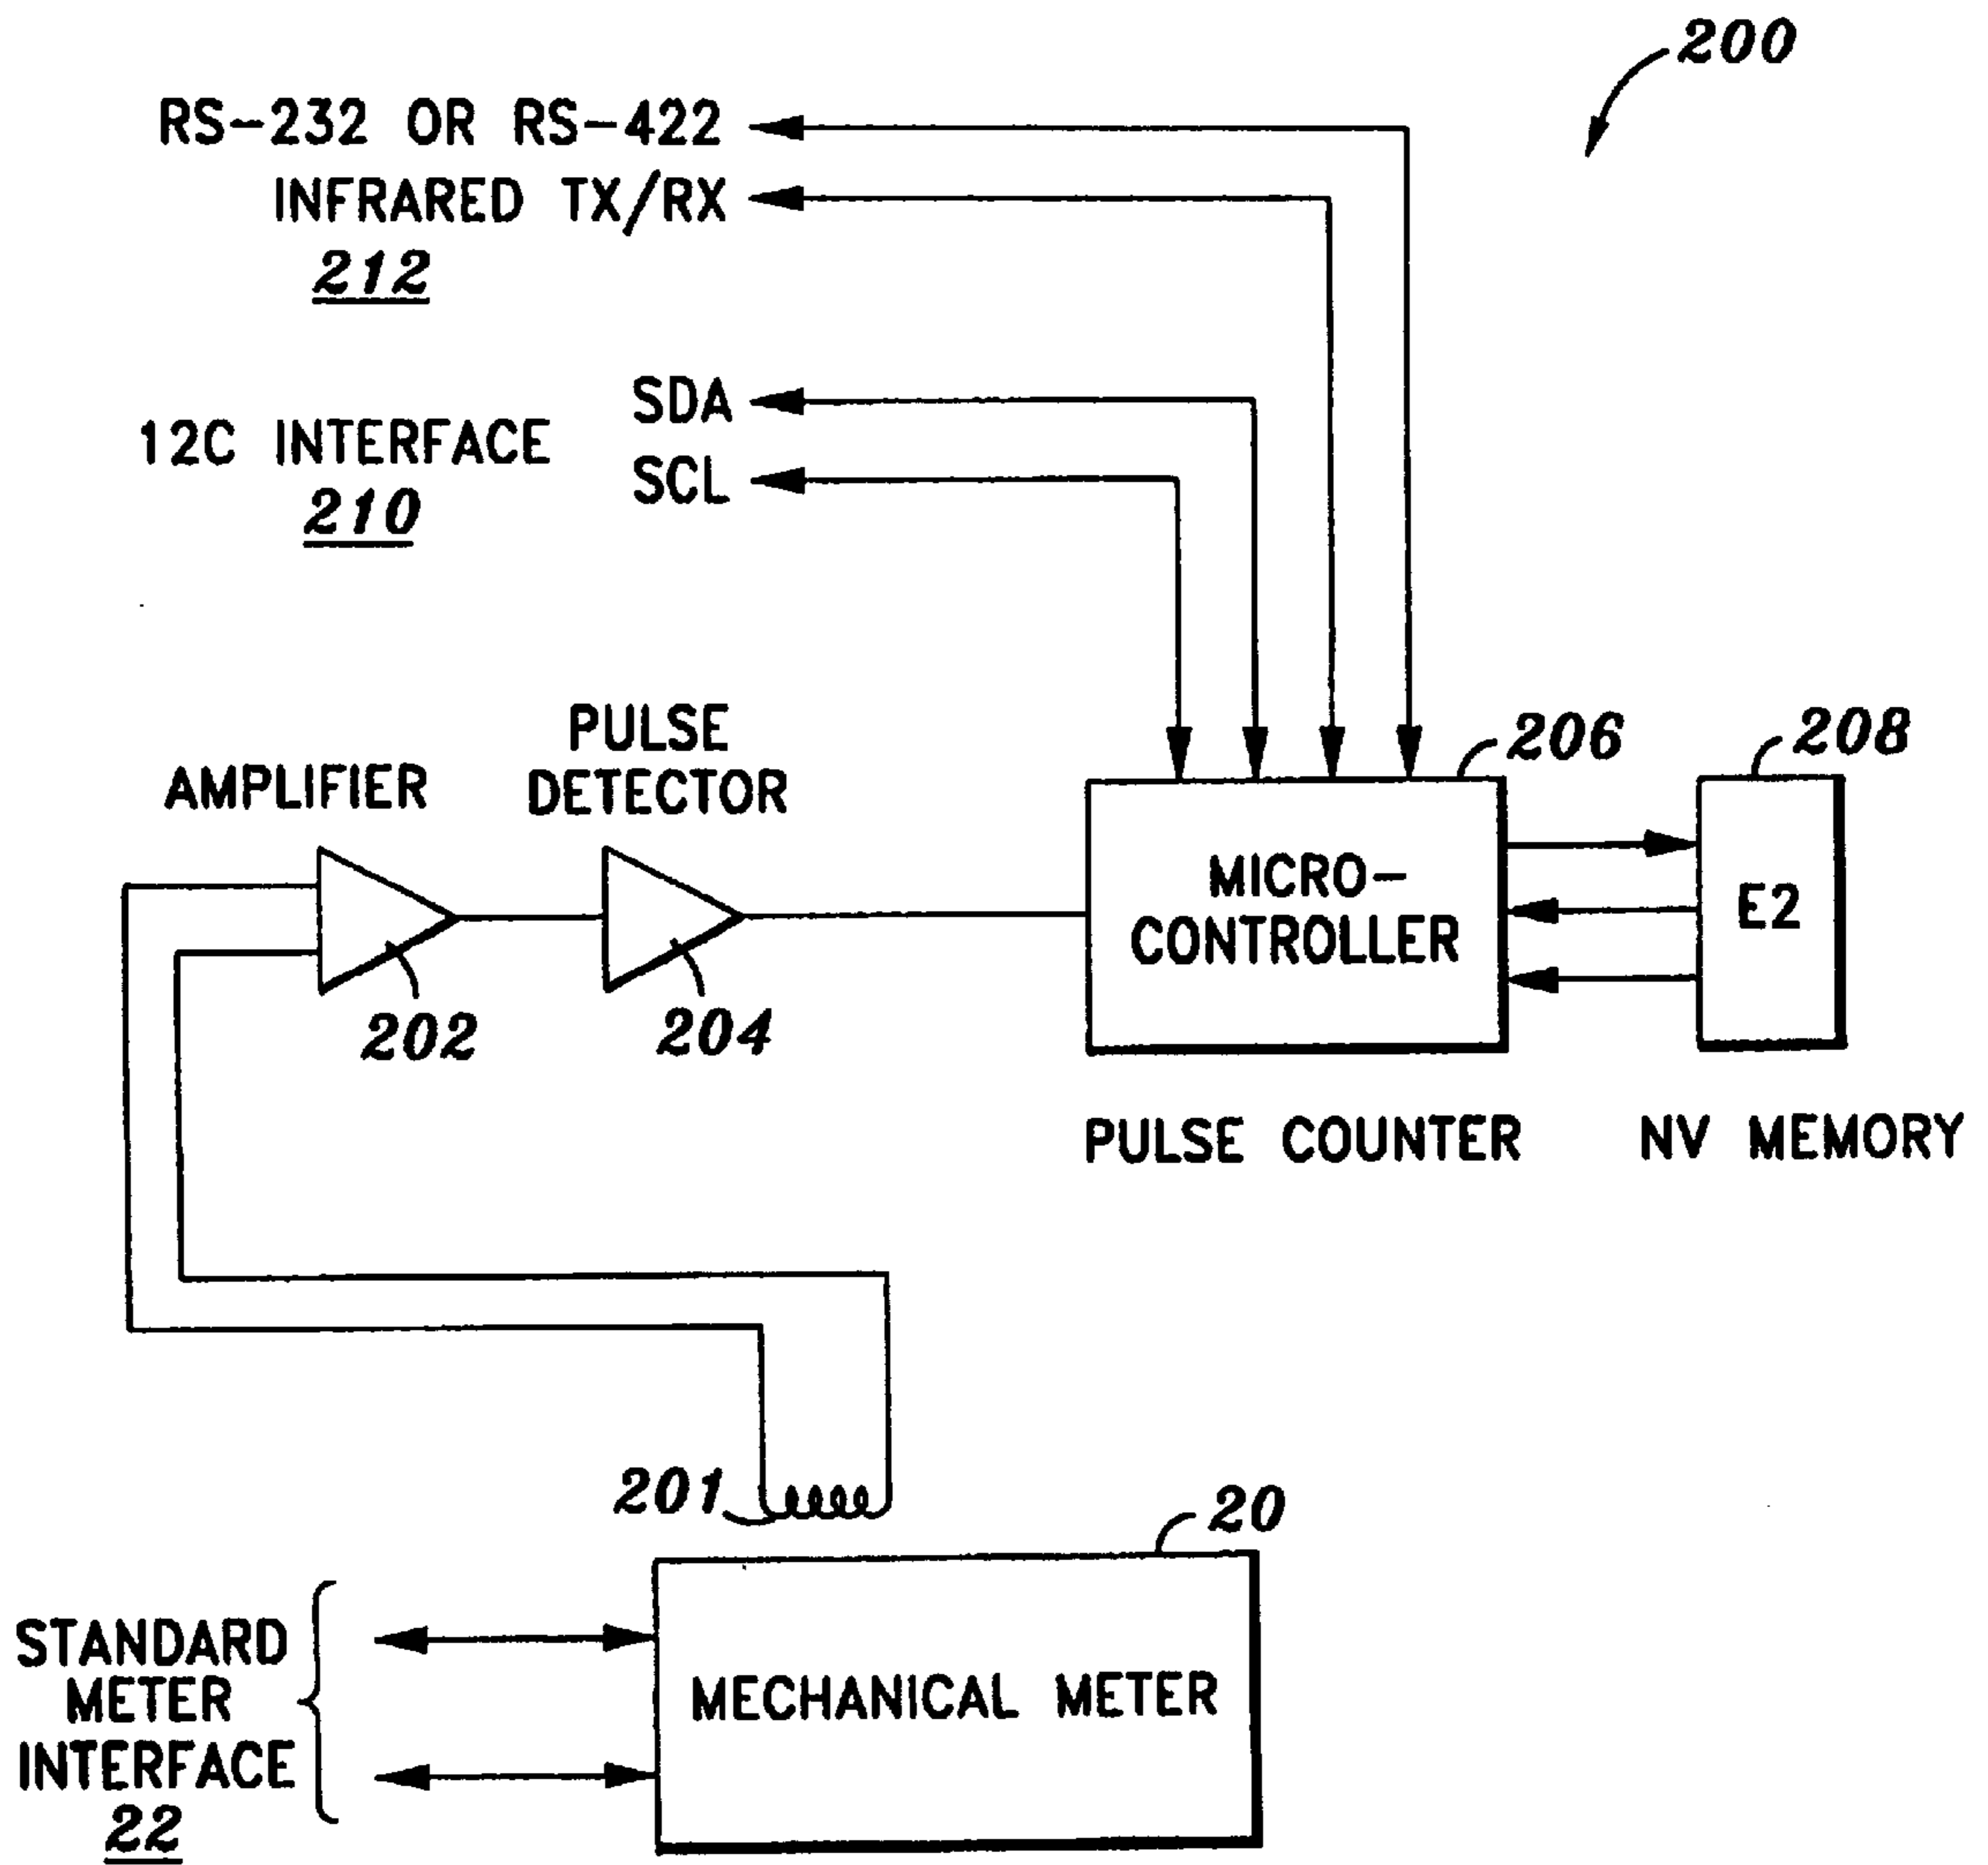 200
RS-232 OR RS-422
INFRARED TX/RX
212
SDA
12C INTERFACE
SCL
210
PULSE
DETECTOR
AMPLIFIER
206
208
MICRO-
CONTROLLER
E2
202
204
PULSE COUNTER
NV MEMORY
201
20
STANDARD
METER
INTERFACE
22
MECHANICAL METER